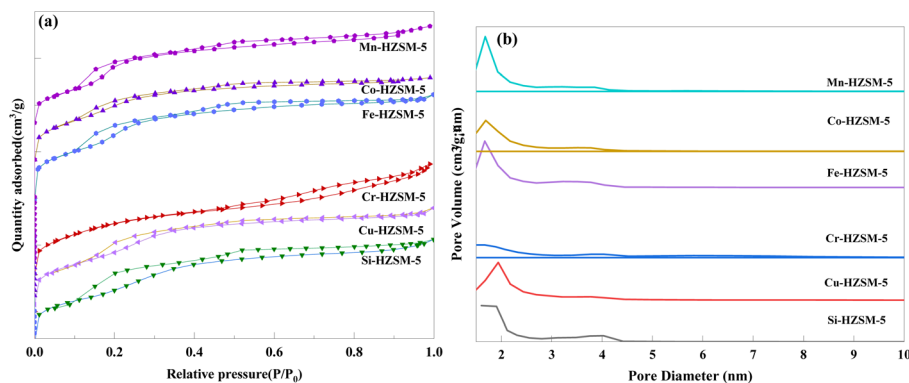 (a)
Mn-HZSM-5
Co-HZSM-5
Fe-HZSM-5
Cr-HZSM-5
Cu-HZSM-5
Si-HZSM-5
Quantity adsorbed(cm³/g)
0.0 0.2 0.4 0.6 0.8 1.0
Relative pressure(P/P₀)
(b)
Mn-HZSM-5
Co-HZSM-5
Fe-HZSM-5
Cr-HZSM-5
Cu-HZSM-5
Si-HZSM-5
Pore Volume (cm3/g¡nm)
2 3 4 5 6 7 8 9 10
Pore Diameter (nm)